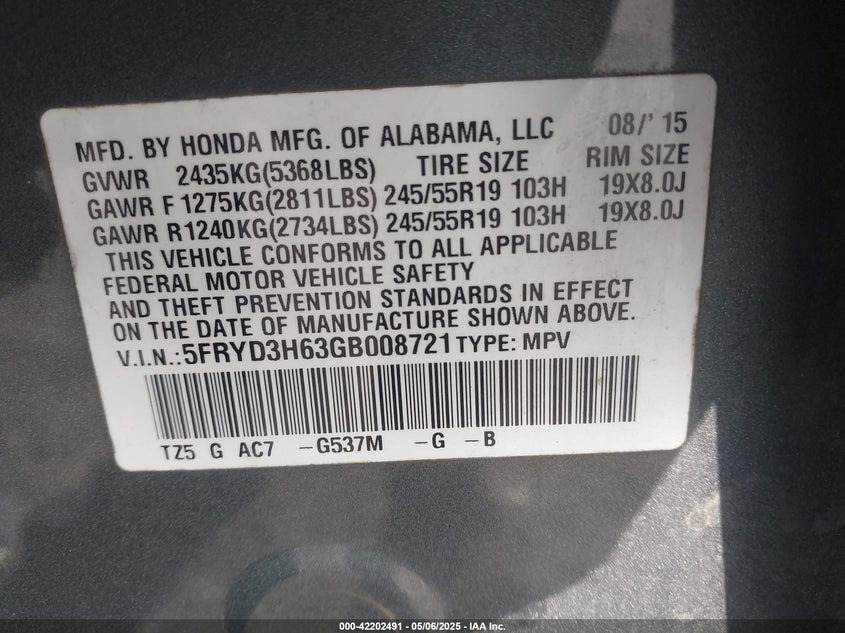 MFD. BY HONDA MFG. OF ALABAMA, LLC 08/' 15
GVWR 2435KG(5368LBS) TIRE SIZE RIM SIZE
GAWR F 1275KG(2811LBS) 245/55R19 103H 19X8.0J
GAWR R1240KG(2734LBS) 245/55R19 103H 19X8.0J
THIS VEHICLE CONFORMS TO ALL APPLICABLE
FEDERAL MOTOR VEHICLE SAFETY
AND THEFT PREVENTION STANDARDS IN EFFECT
ON THE DATE OF MANUFACTURE SHOWN ABOVE.
V.I.N.:5FRYD3H63GB008721 TYPE: MPV
TZ5 G AC7 -G537M -G -B
000-42202491 - 05/06/2025 - IAA Inc.